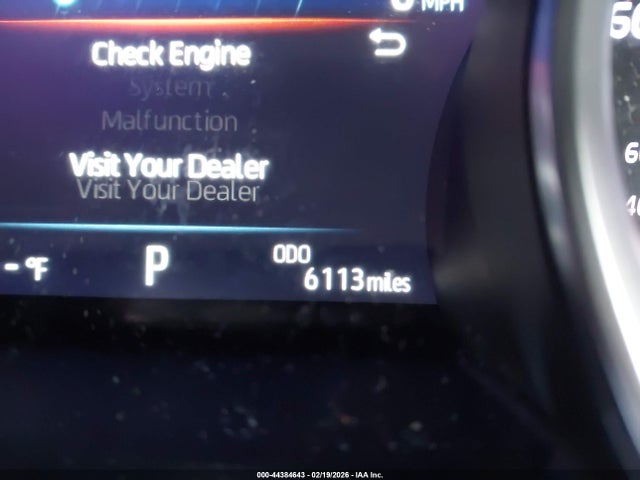 MPH
Check Engine
System
Malfunction
Visit Your Dealer
Visit Your Dealer
- °F
P
ODO
6113 miles
000-44384643 - 02/19/2026 - IAA Inc.